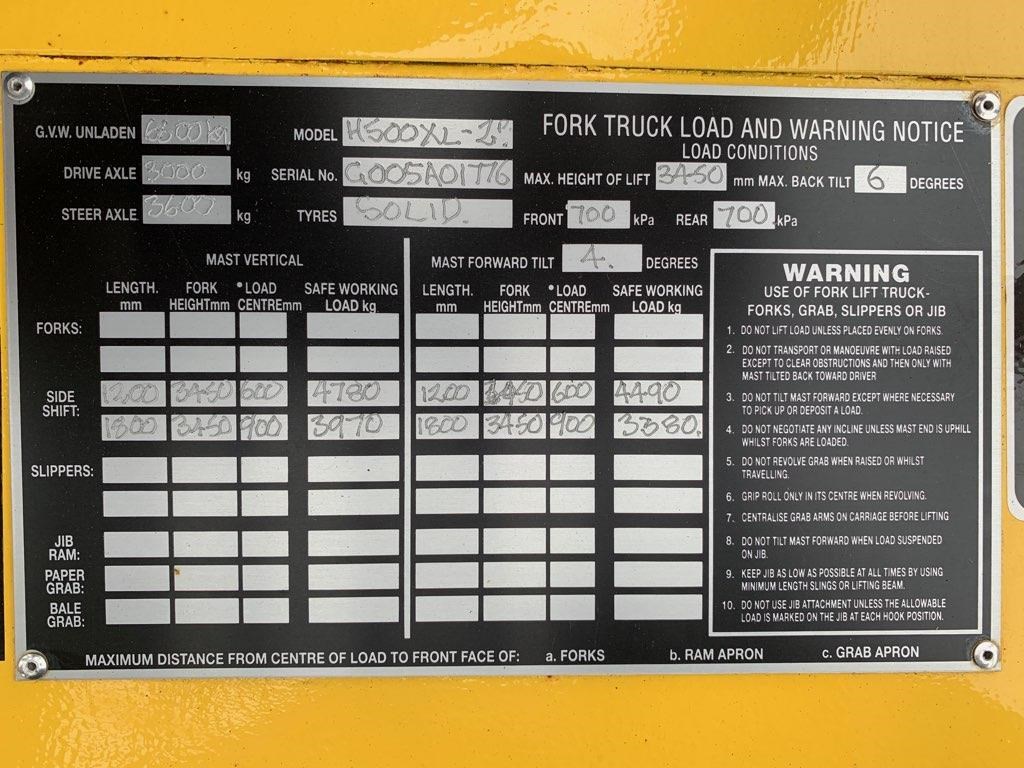 FORK TRUCK LOAD AND WARNING NOTICE
LOAD CONDITIONS
G.V.W. UNLADEN 6600kg MODEL H500XL-
DRIVE AXLE 3000 kg SERIAL No. G005A01776 MAX. HEIGHT OF LIFT 3450 mm MAX. BACK TILT 6 DEGREES
STEER AXLE 3600 kg TYRES SOLID. FRONT 700 kPa REAR 700 kPa
MAST VERTICAL
MAST FORWARD TILT 4. DEGREES
LENGTH. FORK •LOAD SAFE WORKING LENGTH. FORK •LOAD SAFE WORKING
mm HEIGHTmm CENTREmm LOAD kg mm HEIGHTmm CENTREmm LOAD kg
FORKS:
SIDE SHIFT: 1200 3450 600 4780 1200 3450 600 4490
1800 3450 900 3970 1800 3450 900 3380.
SLIPPERS:
JIB
RAM:
PAPER
GRAB:
BALE
GRAB:
WARNING
USE OF FORK LIFT TRUCK-
FORKS, GRAB, SLIPPERS OR JIB
1. DO NOT LIFT LOAD UNLESS PLACED EVENLY ON FORKS.
2. DO NOT TRANSPORT OR MANOEUVRE WITH LOAD RAISED
EXCEPT TO CLEAR OBSTRUCTIONS AND THEN ONLY WITH
MAST TILTED BACK TOWARD DRIVER
3. DO NOT TILT MAST FORWARD EXCEPT WHERE NECESSARY
TO PICK UP OR DEPOSIT A LOAD.
4. DO NOT NEGOTIATE ANY INCLINE UNLESS MAST END IS UPHILL
WHILST FORKS ARE LOADED.
5. DO NOT REVOLVE GRAB WHEN RAISED OR WHILST
TRAVELLING.
6. GRIP ROLL ONLY IN ITS CENTRE WHEN REVOLVING.
7. CENTRALISE GRAB ARMS ON CARRIAGE BEFORE LIFTING
8. DO NOT TILT MAST FORWARD WHEN LOAD SUSPENDED
ON JIB.
9. KEEP JIB AS LOW AS POSSIBLE AT ALL TIMES BY USING
MINIMUM LENGTH SLINGS OR LIFTING BEAM.
10. DO NOT USE JIB ATTACHMENT UNLESS THE ALLOWABLE
LOAD IS MARKED ON THE JIB AT EACH HOOK POSITION.
MAXIMUM DISTANCE FROM CENTRE OF LOAD TO FRONT FACE OF: a. FORKS b. RAM APRON c. GRAB APRON